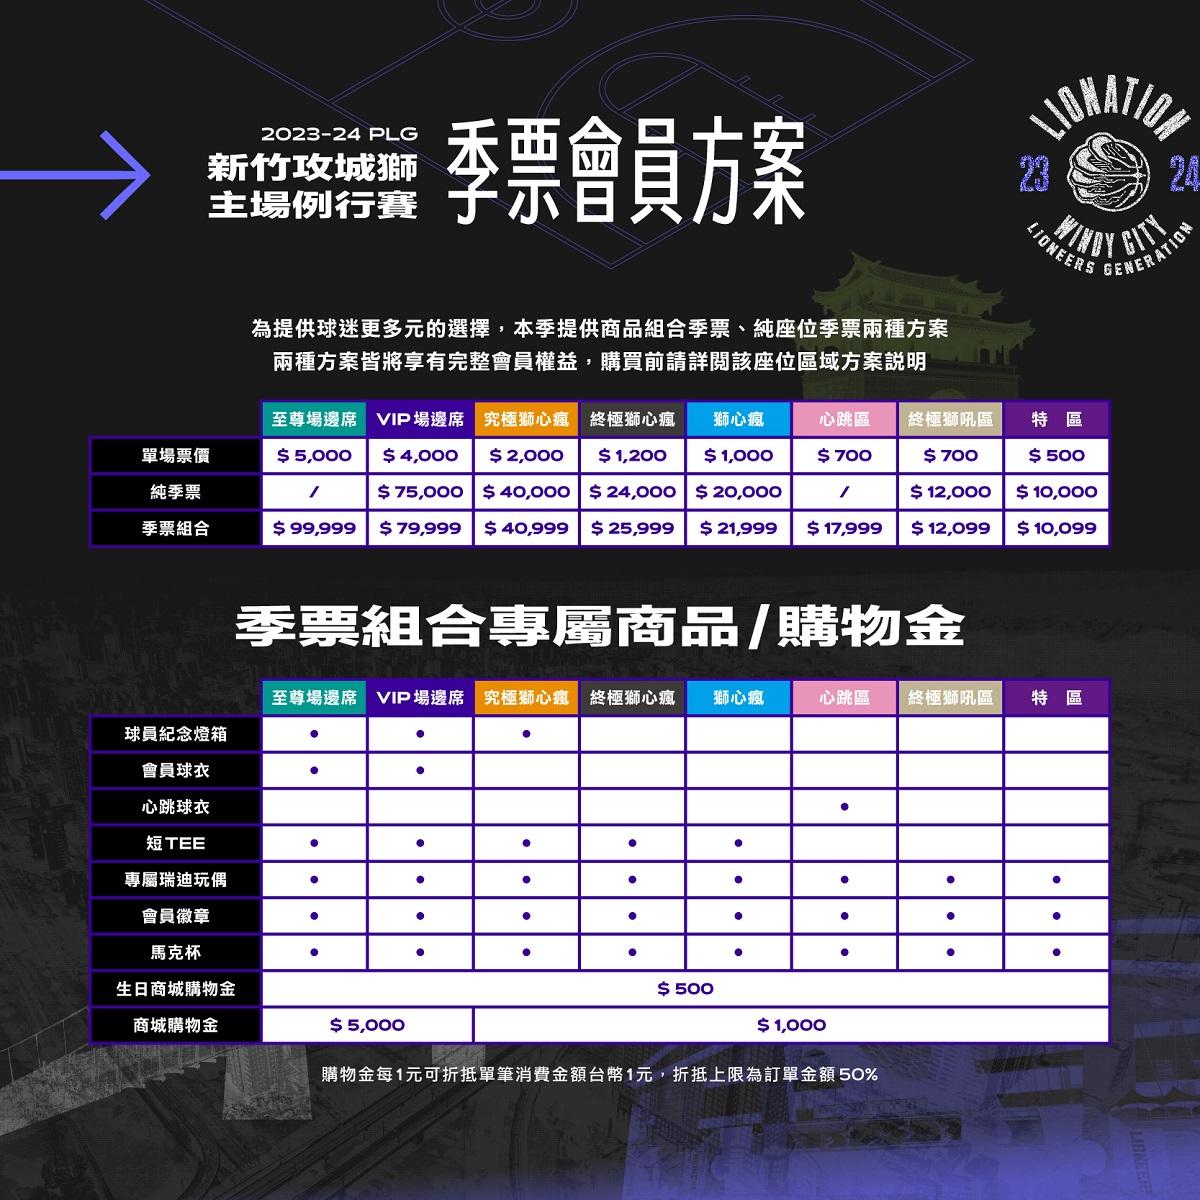 2023-24 PLG
新竹攻城獅
主場例行賽
季票會員方案
LIONATION
23 24
WINDY CITY
LIONEERS GENERATION
為提供球迷更多元的選擇，本季提供商品組合季票、純座位季票兩種方案
兩種方案皆將享有完整會員權益，購買前請詳閱該座位區域方案說明
至尊場邊席 VIP場邊席 究極獅心瘋 終極獅心瘋 獅心瘋 心跳區 終極獅吼區 特 區
單場票價 $ 5,000 $ 4,000 $ 2,000 $ 1,200 $ 1,000 $ 700 $ 700 $ 500
純季票 / $ 75,000 $ 40,000 $ 24,000 $ 20,000 / $ 12,000 $ 10,000
季票組合 $ 99,999 $ 79,999 $ 40,999 $ 25,999 $ 21,999 $ 17,999 $ 12,099 $ 10,099
季票組合專屬商品/購物金
至尊場邊席 VIP場邊席 究極獅心瘋 終極獅心瘋 獅心瘋 心跳區 終極獅吼區 特 區
球員紀念燈箱 • • •
會員球衣 • •
心跳球衣 •
短TEE • • • • •
專屬瑞迪玩偶 • • • • • • • •
會員徽章 • • • • • • • •
馬克杯 • • • • • • • •
生日商城購物金 $ 500
商城購物金 $ 5,000 $ 1,000
購物金每1元可折抵單筆消費金額台幣1元，折抵上限為訂單金額50%